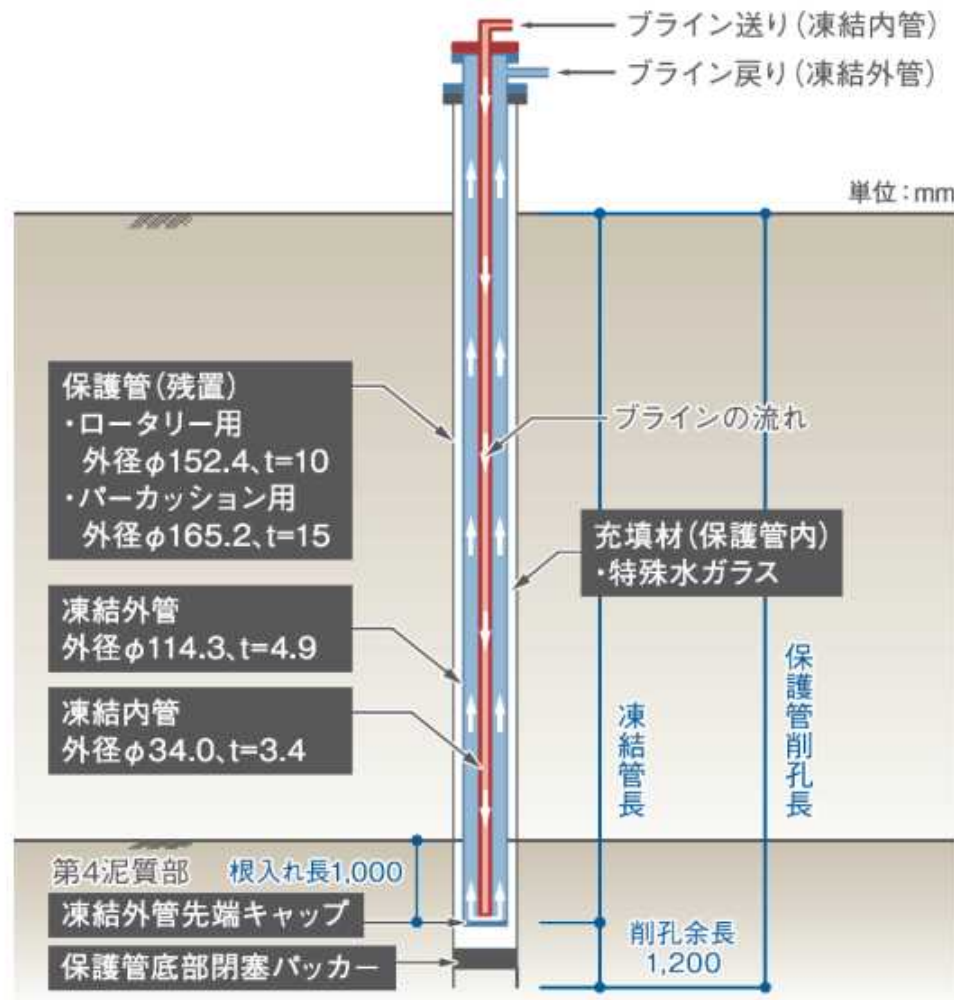 ブライン送り（凍結内管）
ブライン戻り（凍結外管）
単位：mm
保護管（残置）
・ロータリー用
外径φ152.4、t=10
・パーカッション用
外径φ165.2、t=15
ブラインの流れ
充填材（保護管内）
・特殊水ガラス
凍結外管
外径φ114.3、t=4.9
凍結内管
外径φ34.0、t=3.4
凍結管長
保護管削孔長
第4泥質部
根入れ長1,000
凍結外管先端キャップ
削孔余長
1,200
保護管底部閉塞パッカー